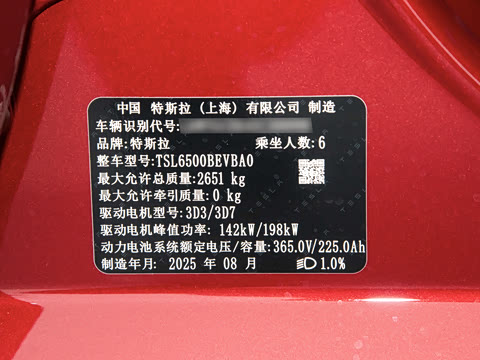 中国 特斯拉 (上海) 有限公司 制造
车辆识别代号:
品牌:特斯拉 乘坐人数:6
整车型号:TSL6500BEVBA0
最大允许总质量:2651 kg
最大允许牵引质量:0 kg
驱动电机型号:3D3/3D7
驱动电机峰值功率: 142kW/198kW
动力电池系统额定电压/容量:365.0V/225.0Ah
制造年月: 2025 年 08 月 1.0%